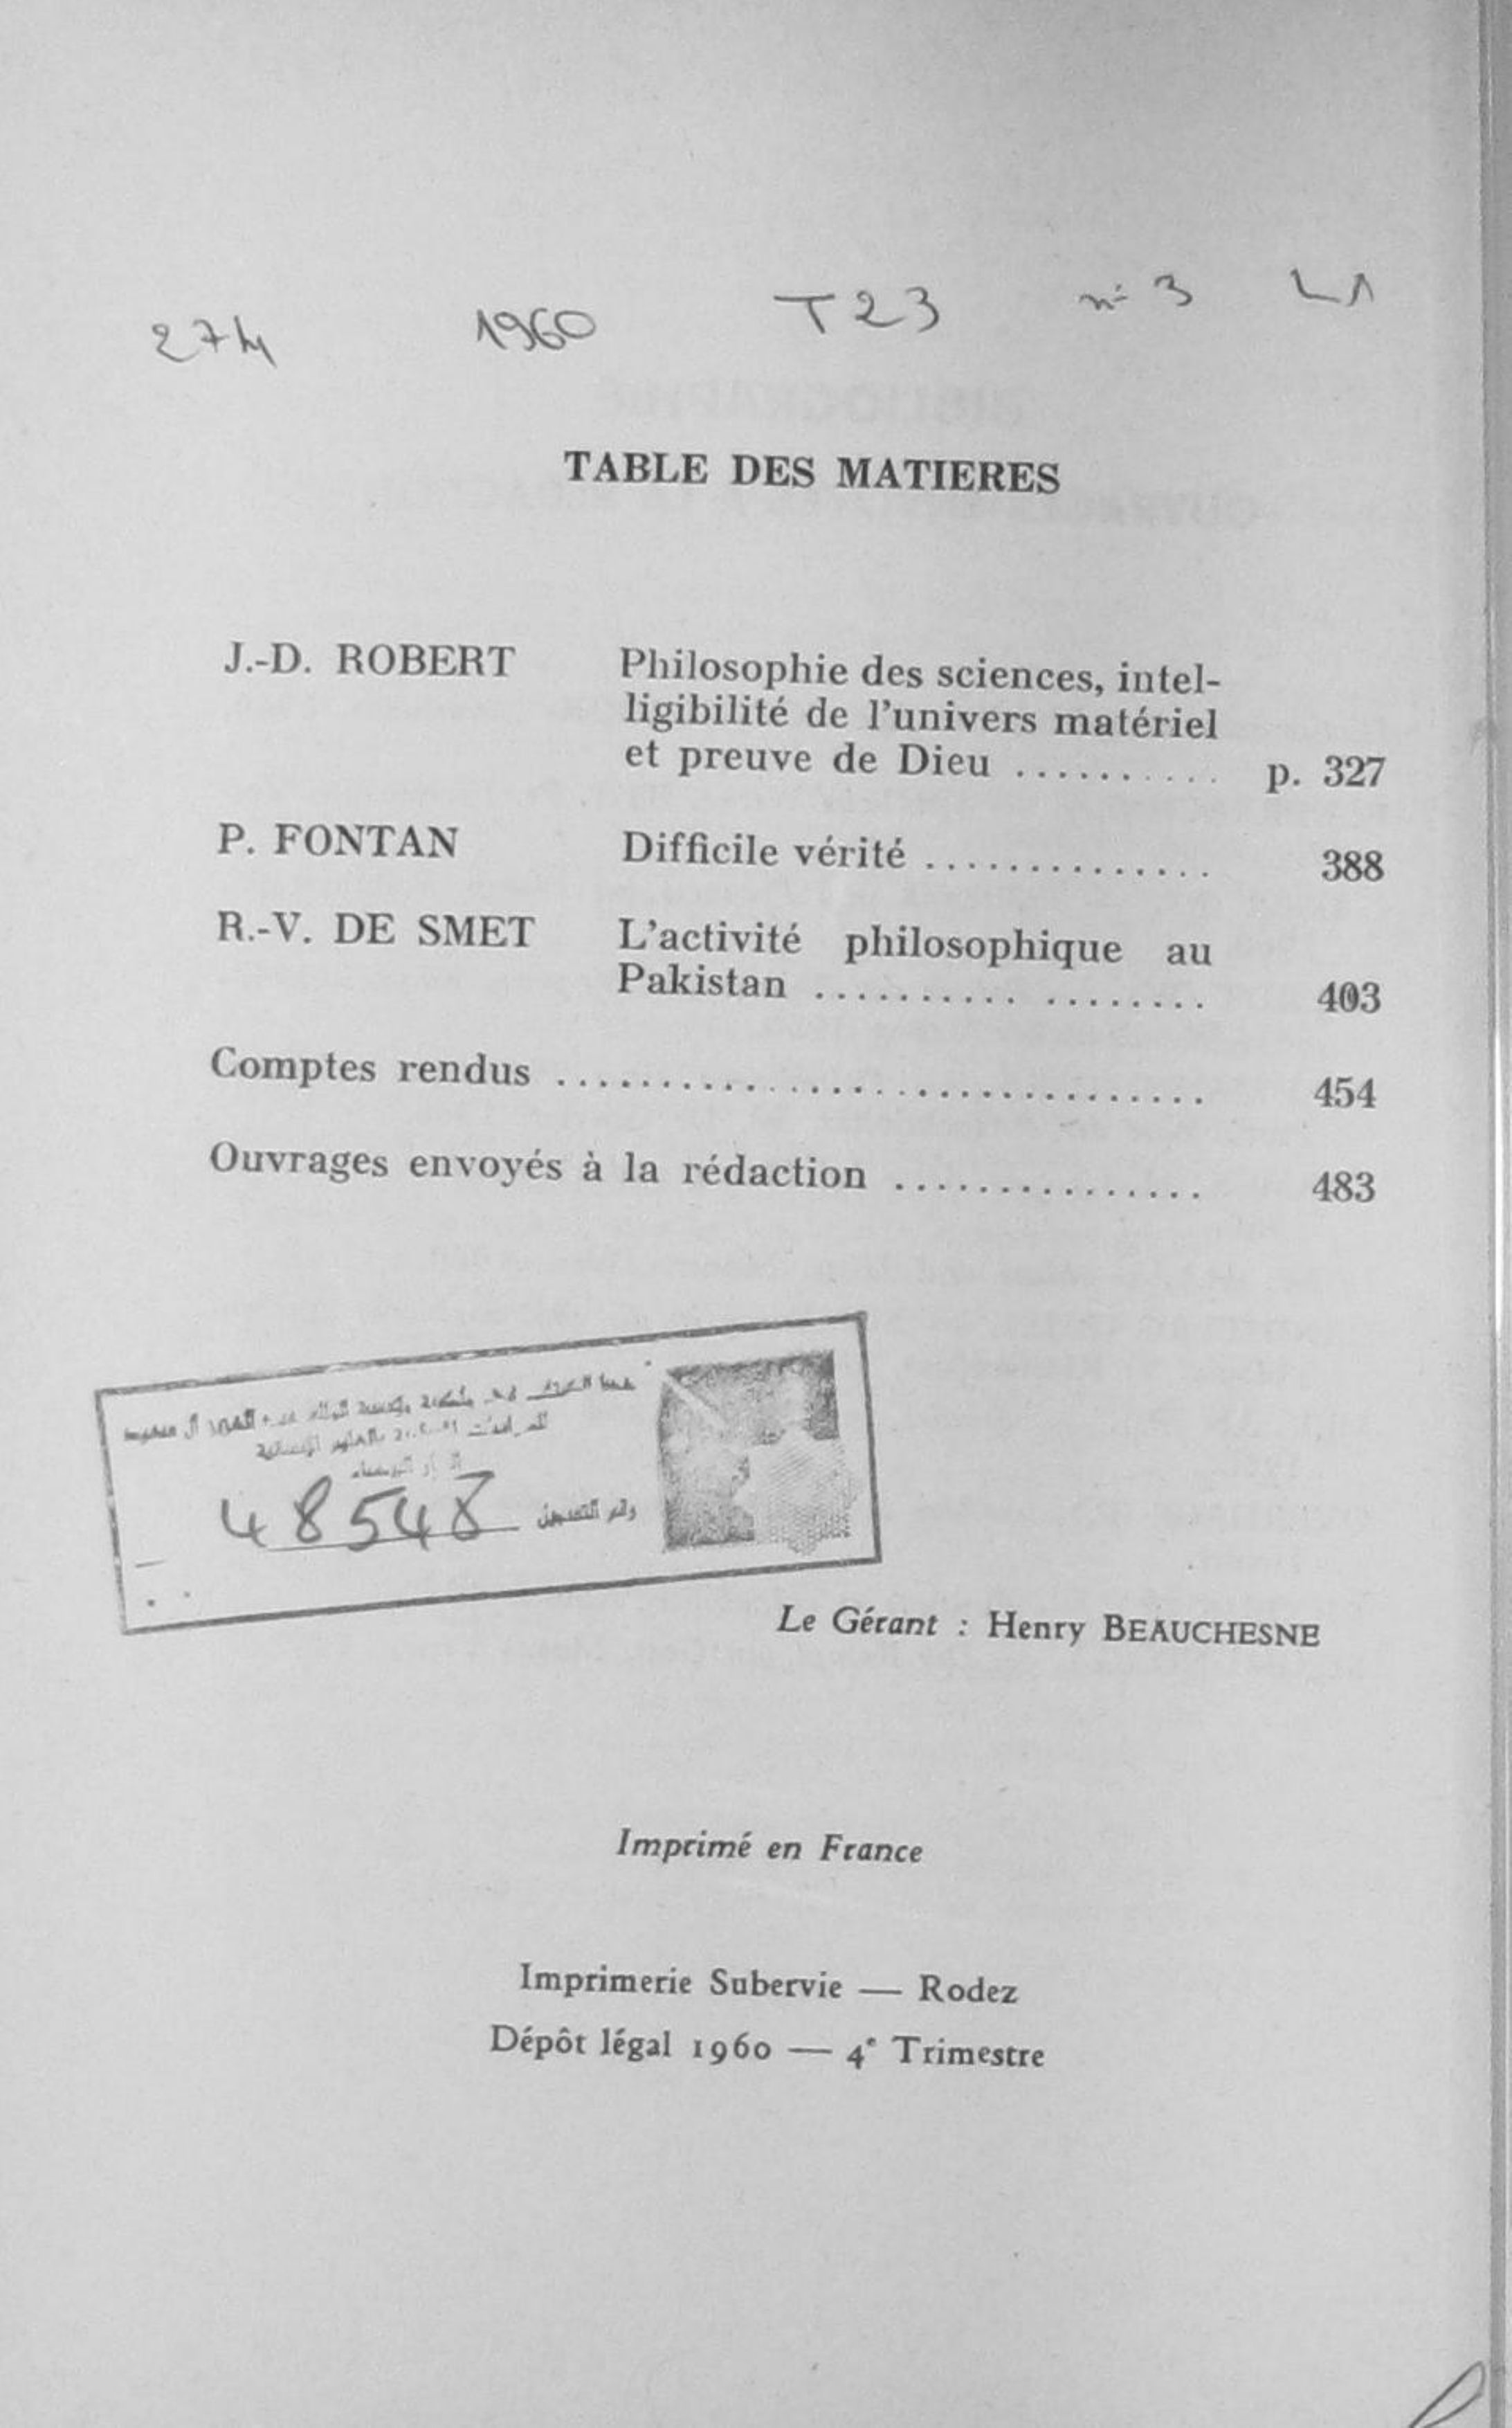 274 1960 T23 n° 3 L1
TABLE DES MATIERES
J.-D. ROBERT Philosophie des sciences, intel-
ligibilité de l'univers matériel
et preuve de Dieu .......... p. 327
P. FONTAN Difficile vérité .............. 388
R.-V. DE SMET L'activité philosophique au
Pakistan .................. 403
Comptes rendus ................................ 454
Ouvrages envoyés à la rédaction ............... 483
رقم التسجيل 48548
Le Gérant : Henry BEAUCHESNE
Imprimé en France
Imprimerie Subervie — Rodez
Dépôt légal 1960 — 4e Trimestre